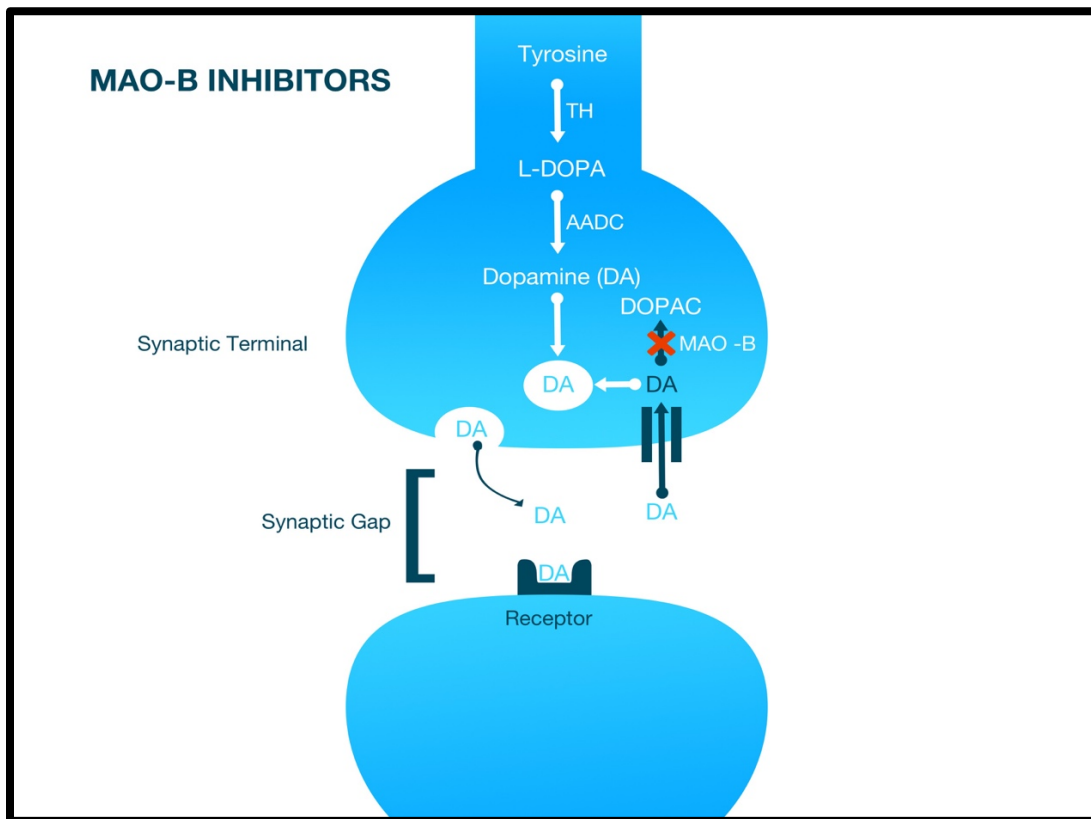 MAO-B INHIBITORS
Tyrosine
TH
L-DOPA
AADC
Dopamine (DA)
DOPAC
MAO -B
Synaptic Terminal
DA
DA
DA
Synaptic Gap
DA
DA
DA
Receptor